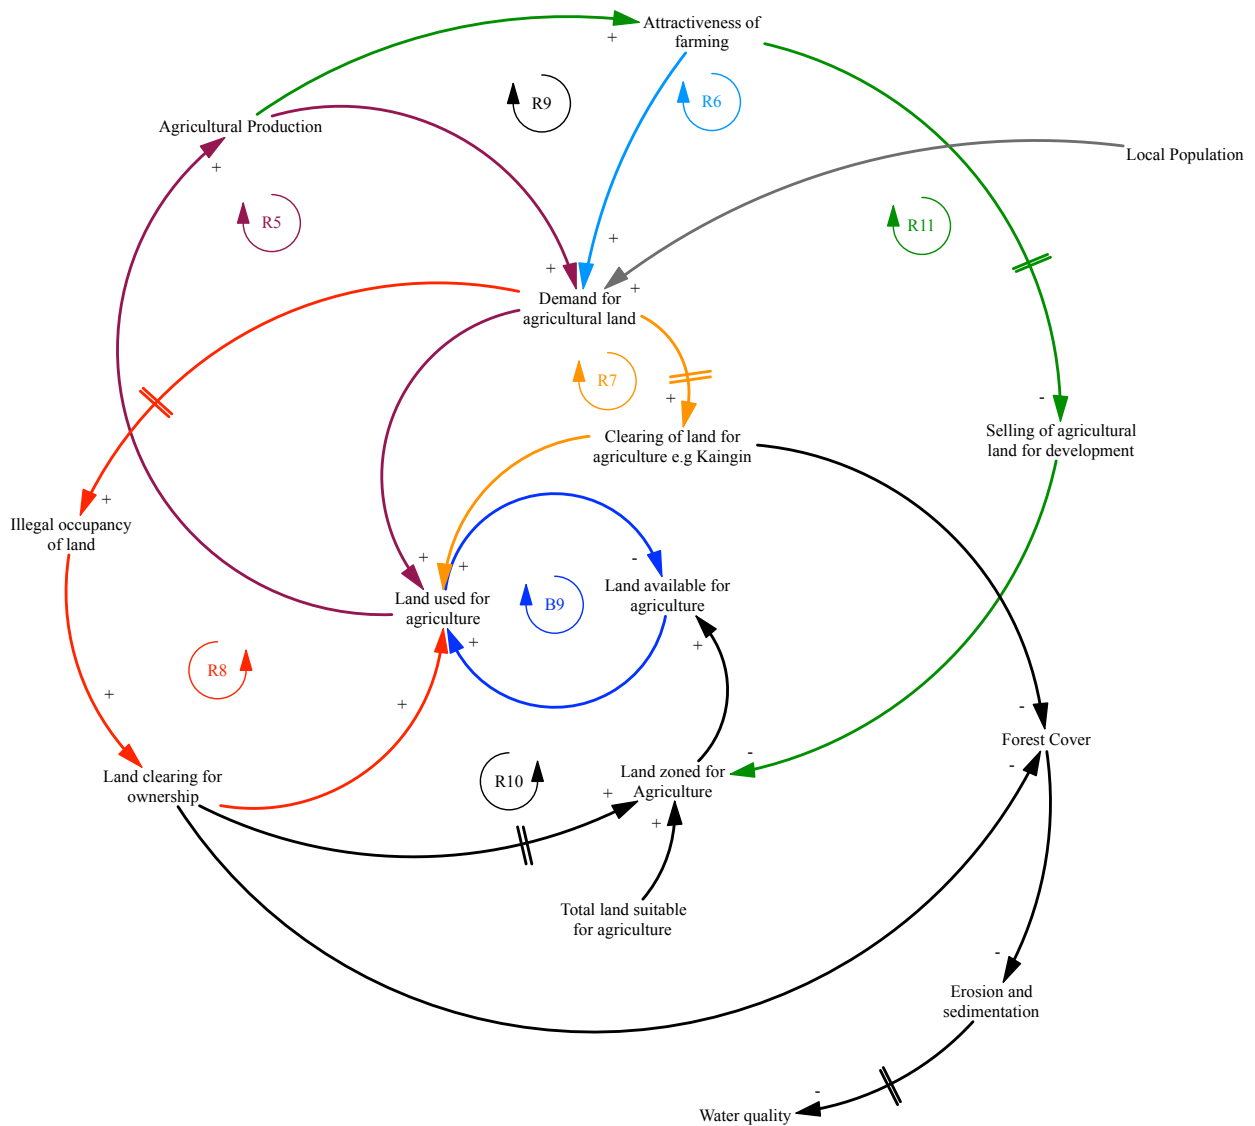 Attractiveness of
farming
+
R9
R6
Agricultural Production
+
Local Population
R5
R11
+
+
+
Demand for
agricultural land
R7
+
-
Clearing of land for
agriculture e.g Kaingin
Selling of agricultural
land for development
+
Illegal occupancy
of land
+
+
-
Land used for
agriculture
B9
Land available for
agriculture
+
+
R8
+
+
-
Forest Cover
-
-
Land clearing for
ownership
R10
Land zoned for
Agriculture
+
+
Total land suitable
for agriculture
-
Erosion and
sedimentation
-
Water quality